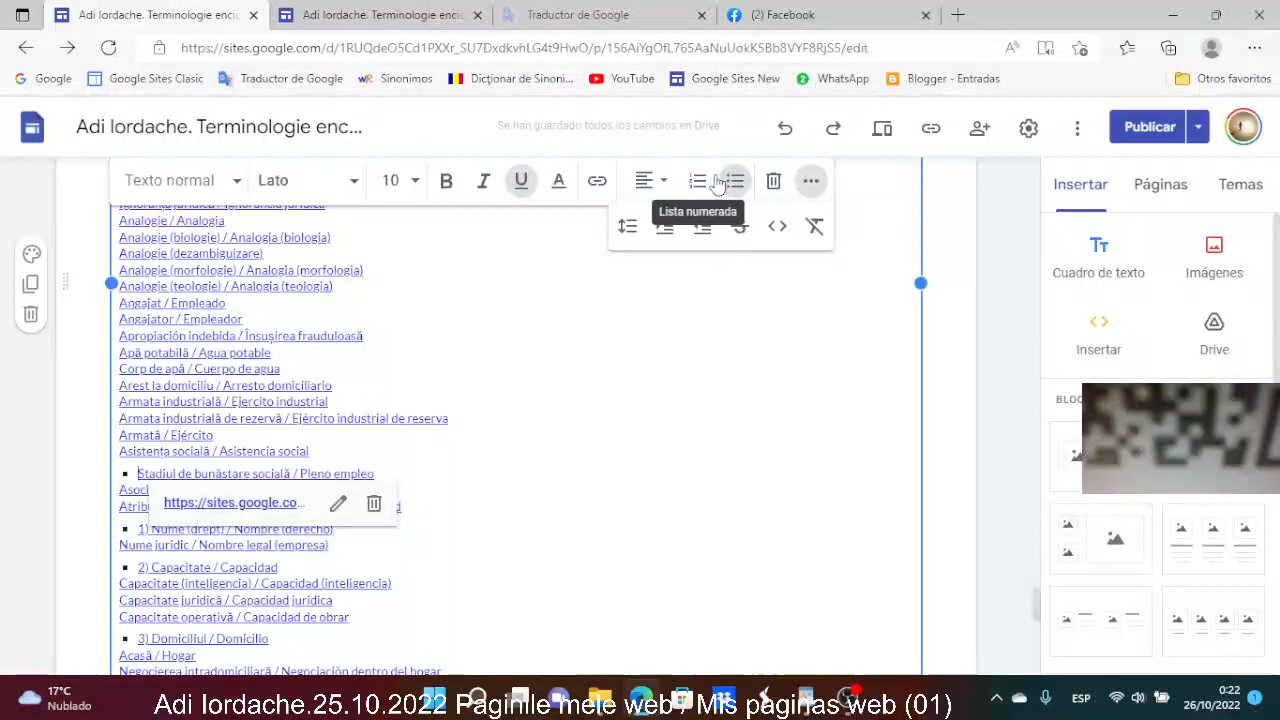 Adi Iordache.
Adi Iordache. Terminc
Traductor de Google
(2) Facebook
https://sites.google.com/d/1RUQdeO5Cd1PXXr_SU7DxdkvhLG4t9HwO/p/156AiYgOfL765AaNuUokK5Bb8VYF8RjS5/edit
Google
Google Sites Clasic
Traductor de Google
Sinonimos
Dicționar de Sinoni...
YouTube
Google Sites New
WhatsApp
Blogger - Entradas
Otros favoritos
Adi Iordache. Terminologie enc...
Se han guardado todos los cambios en Drive
Publicar
Texto normal
Lato
10
Lista numerada
Insertar
Páginas
Temas
Cuadro de texto
Imágenes
Insertar
Drive
Analogie / Analogia
Analogie (biologie) / Analogia (biologia)
Analogie (dezambiguizare)
Analogie (morfologie) / Analogia (morfologia)
Analogie (teologie) / Analogia (teologia)
Angajat / Empleado
Angajator / Empleador
Apropiación indebida / Însușirea frauduloasă
Apă potabilă / Agua potable
Corp de apă / Cuerpo de agua
Arest la domiciliu / Arresto domiciliario
Armata industrială / Ejercito industrial
Armata industrială de rezervă / Ejército industrial de reserva
Armată / Ejército
Asistența socială / Asistencia social
Stadiul de bunăstare socială / Pleno empleo
Asoc
https://sites.google.co...
Atrib
1) Nume (drept) / Nombre (derecho)
Nume juridic / Nombre legal (empresa)
2) Capacitate / Capacidad
Capacitate (inteligencia) / Capacidad (inteligencia)
Capacitate juridică / Capacidad juridica
Capacitate operativă / Capacidad de obrar
3) Domiciliul / Domicilio
Acasă / Hogar
Negocierea intradomiciliară / Negociación dentro del hogar
17°C
Nublado
ESP
0:22
26/10/2022
Adi Iordache.25.10.2022 Paginile mele web / Mis páginas web (01)